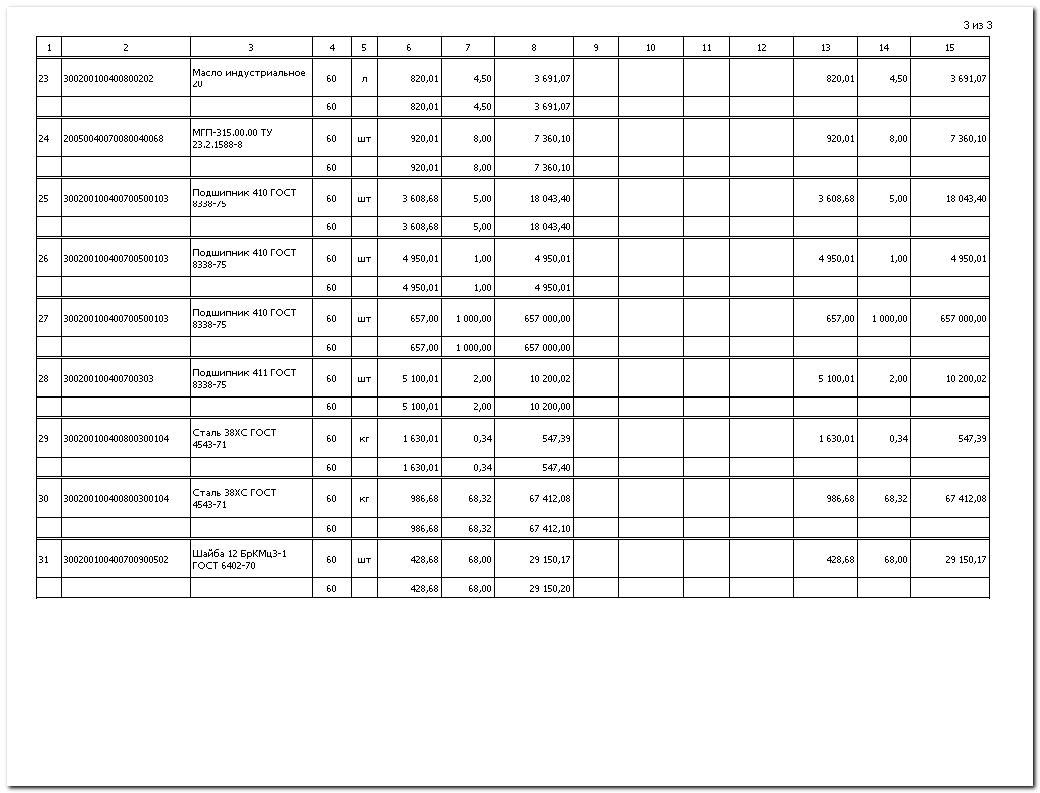 3 из 3
1 2 3 4 5 6 7 8 9 10 11 12 13 14 15
23 300200100400800202 Масло индустриальное 60 л 820,01 4,50 3 691,07 820,01 4,50 3 691,07
20
60 820,01 4,50 3 691,07
24 20050040070080040068 МГП-315.00.00 ТУ 60 шт 920,01 8,00 7 360,10 920,01 8,00 7 360,10
23.2.1588-8
60 920,01 8,00 7 360,10
25 300200100400700500103 Подшипник 410 ГОСТ 60 шт 3 608,68 5,00 18 043,40 3 608,68 5,00 18 043,40
8338-75
60 3 608,68 5,00 18 043,40
26 300200100400700500103 Подшипник 410 ГОСТ 60 шт 4 950,01 1,00 4 950,01 4 950,01 1,00 4 950,01
8338-75
60 4 950,01 1,00 4 950,01
27 300200100400700500103 Подшипник 410 ГОСТ 60 шт 657,00 1 000,00 657 000,00 657,00 1 000,00 657 000,00
8338-75
60 657,00 1 000,00 657 000,00
28 300200100400700303 Подшипник 411 ГОСТ 60 шт 5 100,01 2,00 10 200,02 5 100,01 2,00 10 200,02
8338-75
60 5 100,01 2,00 10 200,00
29 300200100400800300104 Сталь 38ХС ГОСТ 60 кг 1 630,01 0,34 547,39 1 630,01 0,34 547,39
4543-71
60 1 630,01 0,34 547,40
30 300200100400800300104 Сталь 38ХС ГОСТ 60 кг 986,68 68,32 67 412,08 986,68 68,32 67 412,08
4543-71
60 986,68 68,32 67 412,10
31 300200100400700900502 Шайба 12 БрКМц3-1 60 шт 428,68 68,00 29 150,17 428,68 68,00 29 150,17
ГОСТ 6402-70
60 428,68 68,00 29 150,20